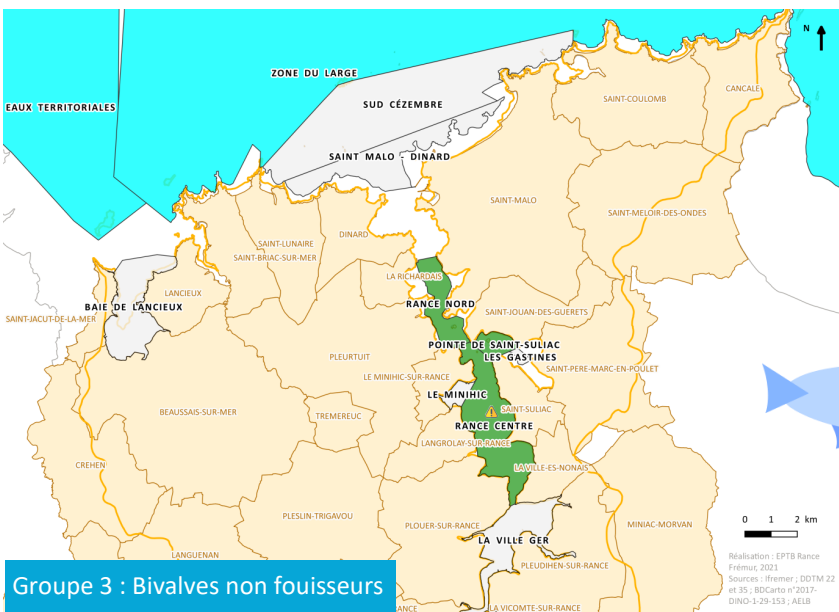 N
ZONE DU LARGE
EAUX TERRITORIALES
SUD CÉZEMBRE
SAINT-COULOMB
CANCALE
SAINT MALO - DINARD
SAINT-MALO
SAINT-MELOIR-DES-ONDES
DINARD
SAINT-LUNAIRE
SAINT-BRIAC-SUR-MER
LA RICHARDAIS
LANCIEUX
BAIE DE LANCIEUX
SAINT-JACUT-DE-LA-MER
RANCE NORD
SAINT-JOUAN-DES-GUERETS
POINTE DE SAINT-SULIAC
LES GASTINES
PLEURTUIT
SAINT-PERE-MARC-EN-POULET
LE MINIHIC-SUR-RANCE
LE MINIHIC
BEAUSSAIS-SUR-MER
TREMEREUC
SAINT-SULIAC
RANCE CENTRE
LANGROLAY-SUR-RANCE
CREHEN
LA VILLE-ES-NONAIS
PLESLIN-TRIGAVOU
PLOUER-SUR-RANCE
MINIAC-MORVAN
LA VILLE GER
LANGUENAN
PLEUDIHEN-SUR-RANCE
RANCE
LA VICOMTE-SUR-RANCE
0 1 2 km
Réalisation : EPTB Rance
Frémur, 2021
Sources : Ifremer ; DDTM 22
et 35 ; BDCarto n°2017-
DINO-1-29-153 ; AELB
Groupe 3 : Bivalves non fouisseurs